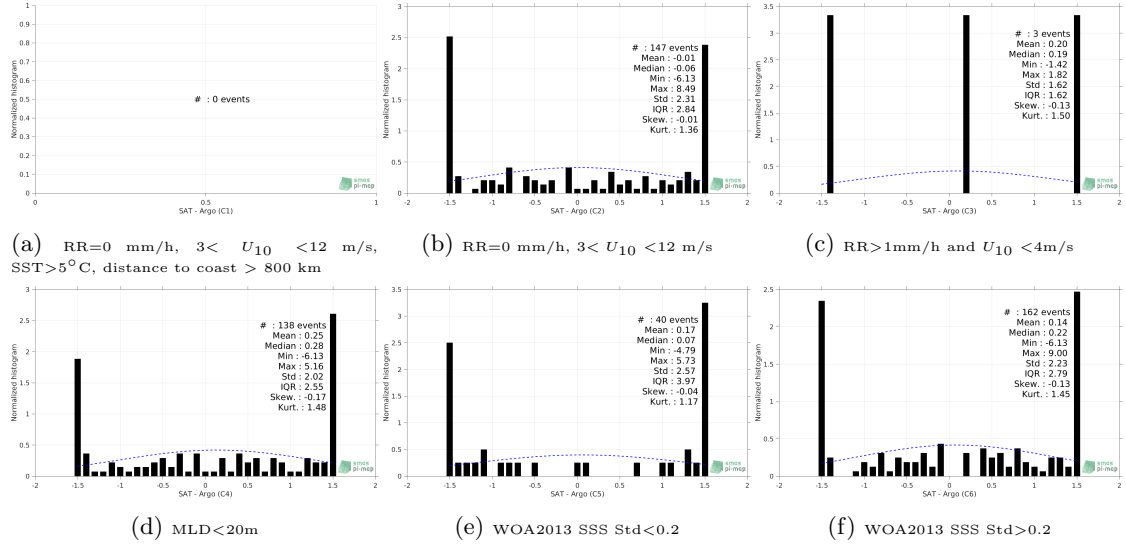 1
0.9
0.8
0.7
0.6
0.5
0.4
0.3
0.2
0.1
0
Normalized histogram
# : 0 events
smos
pi-mep
0
0.5
1
SAT - Argo (C1)
(a) RR=0 mm/h, 3< U10 <12 m/s,
SST>5°C, distance to coast > 800 km
3
2.5
2
1.5
1
0.5
0
Normalized histogram
# : 147 events
Mean : -0.01
Median : -0.06
Min : -6.13
Max : 8.49
Std : 2.31
IQR : 2.84
Skew. : -0.01
Kurt. : 1.36
smos
pi-mep
-2
-1.5
-1
-0.5
0
0.5
1
1.5
2
SAT - Argo (C2)
(b) RR=0 mm/h, 3< U10 <12 m/s
3.5
3
2.5
2
1.5
1
0.5
0
Normalized histogram
# : 3 events
Mean : 0.20
Median : 0.19
Min : -1.42
Max : 1.82
Std : 1.62
IQR : 1.62
Skew. : -0.13
Kurt. : 1.50
smos
pi-mep
-2
-1.5
-1
-0.5
0
0.5
1
1.5
2
SAT - Argo (C3)
(c) RR>1mm/h and U10 <4m/s
3
2.5
2
1.5
1
0.5
0
Normalized histogram
# : 138 events
Mean : 0.25
Median : 0.28
Min : -6.13
Max : 5.16
Std : 2.02
IQR : 2.55
Skew. : -0.17
Kurt. : 1.48
smos
pi-mep
-2
-1.5
-1
-0.5
0
0.5
1
1.5
2
SAT - Argo (C4)
(d) MLD<20m
3.5
3
2.5
2
1.5
1
0.5
0
Normalized histogram
# : 40 events
Mean : 0.17
Median : 0.07
Min : -4.79
Max : 5.73
Std : 2.57
IQR : 3.97
Skew. : -0.04
Kurt. : 1.17
smos
pi-mep
-2
-1.5
-1
-0.5
0
0.5
1
1.5
2
SAT - Argo (C5)
(e) WOA2013 SSS Std<0.2
2.5
2
1.5
1
0.5
0
Normalized histogram
# : 162 events
Mean : 0.14
Median : 0.22
Min : -6.13
Max : 9.00
Std : 2.23
IQR : 2.79
Skew. : -0.13
Kurt. : 1.45
smos
pi-mep
-2
-1.5
-1
-0.5
0
0.5
1
1.5
2
SAT - Argo (C6)
(f) WOA2013 SSS Std>0.2